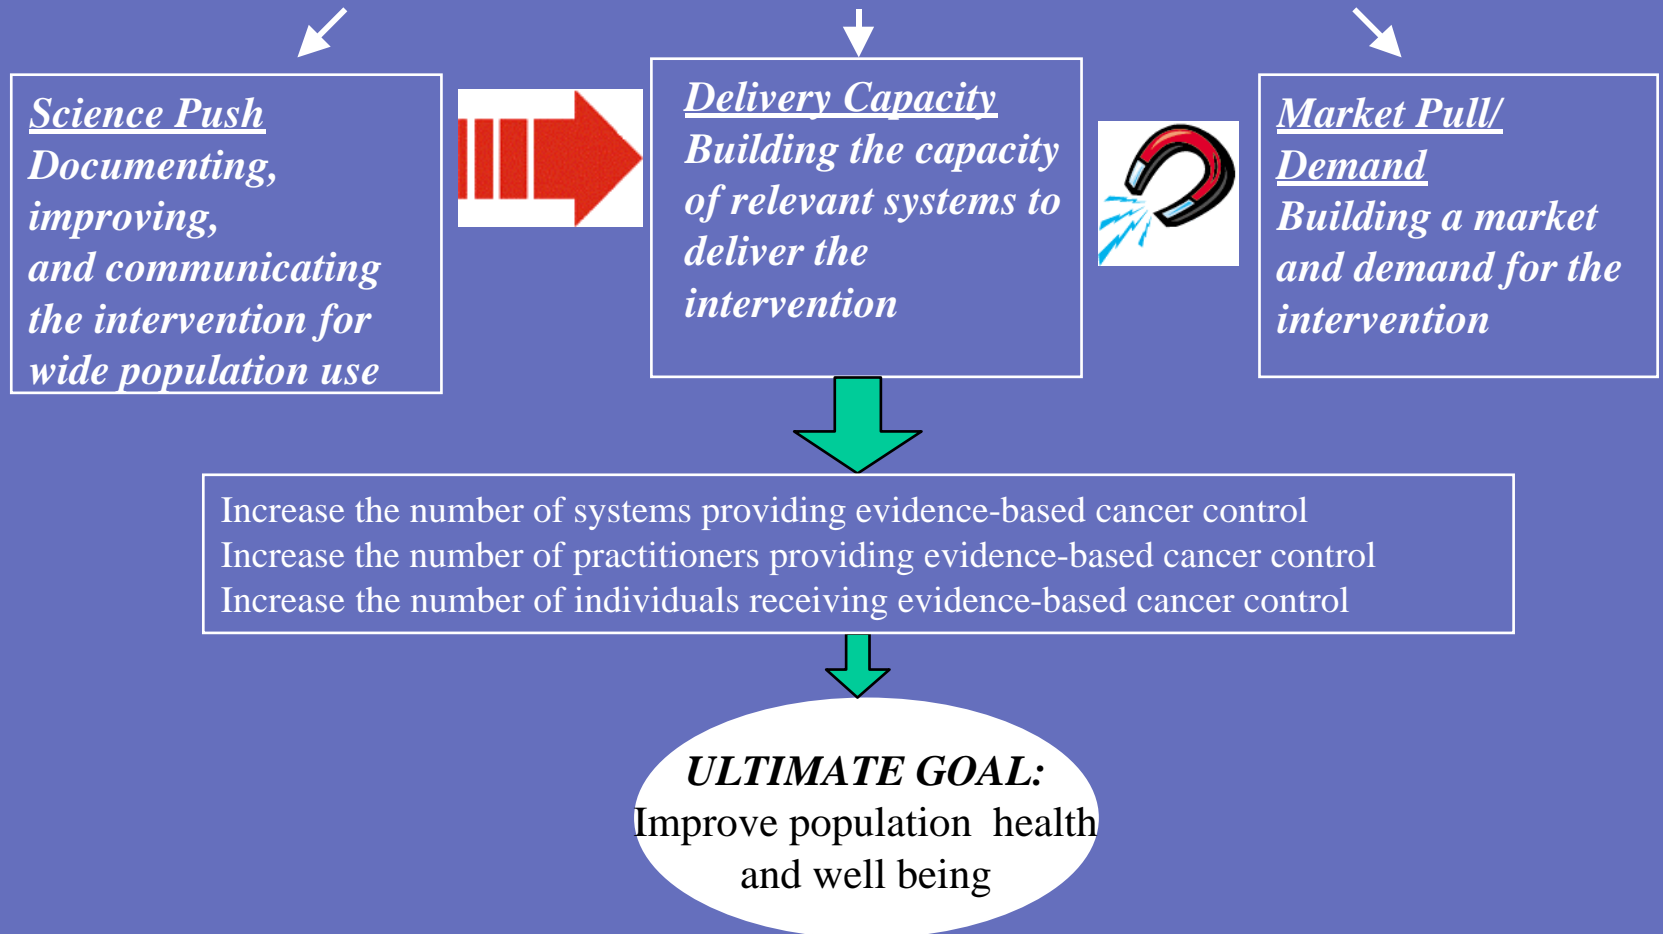 Science Push
Documenting,
improving,
and communicating
the intervention for
wide population use
Delivery Capacity
Building the capacity
of relevant systems to
deliver the
intervention
Market Pull/
Demand
Building a market
and demand for the
intervention
Increase the number of systems providing evidence-based cancer control
Increase the number of practitioners providing evidence-based cancer control
Increase the number of individuals receiving evidence-based cancer control
ULTIMATE GOAL:
Improve population health
and well being